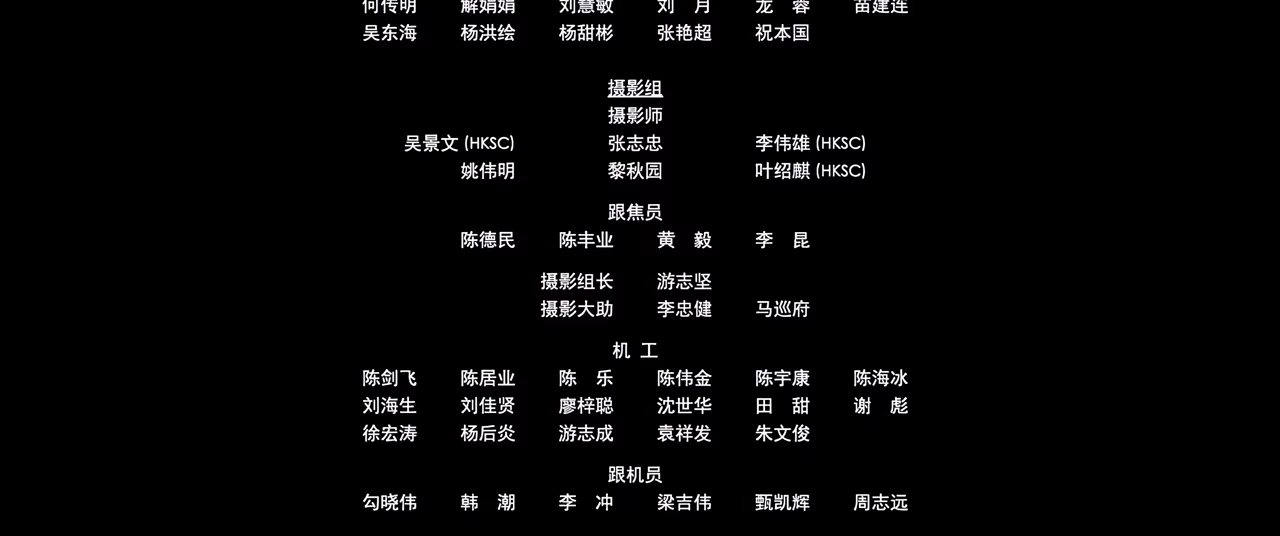 何传明 解娟娟 刘慧敏 刘 月 龙 蓉 苗建连
吴东海 杨洪绘 杨甜彬 张艳超 祝本国
摄影组
摄影师
吴景文 (HKSC) 张志忠 李伟雄 (HKSC)
姚伟明 黎秋园 叶绍麒 (HKSC)
跟焦员
陈德民 陈丰业 黄 毅 李 昆
摄影组长 游志坚
摄影大助 李忠健 马巡府
机 工
陈剑飞 陈居业 陈 乐 陈伟金 陈宇康 陈海冰
刘海生 刘佳贤 廖梓聪 沈世华 田 甜 谢 彪
徐宏涛 杨后炎 游志成 袁祥发 朱文俊
跟机员
勾晓伟 韩 潮 李 冲 梁吉伟 甄凯辉 周志远